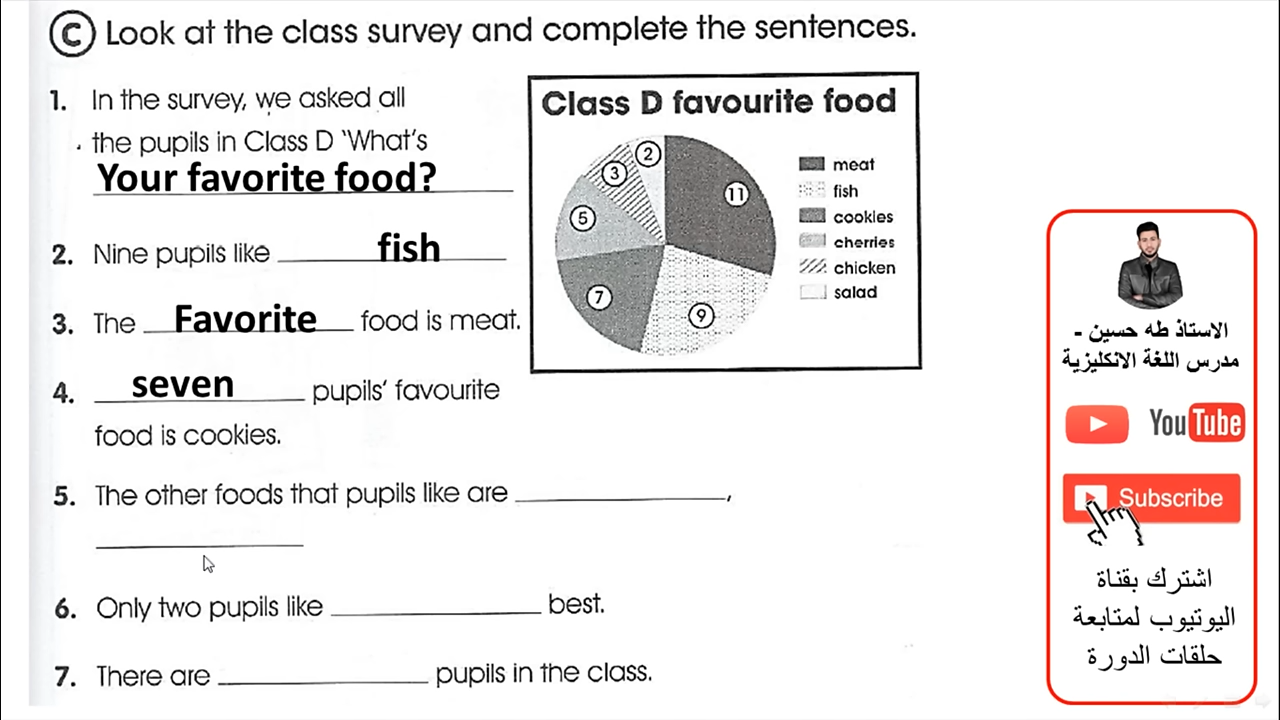 C Look at the class survey and complete the sentences.
1. In the survey, we asked all
the pupils in Class D 'What's
Your favorite food?
2. Nine pupils like fish
3. The Favorite food is meat.
4. seven pupils' favourite
food is cookies.
5. The other foods that pupils like are ,
6. Only two pupils like best.
7. There are pupils in the class.
Class D favourite food
2
3
11
5
7
9
meat
fish
cookies
cherries
chicken
salad
الاستاذ طه حسين -
مدرس اللغة الانكليزية
YouTube
Subscribe
اشترك بقناة
اليوتيوب لمتابعة
حلقات الدورة